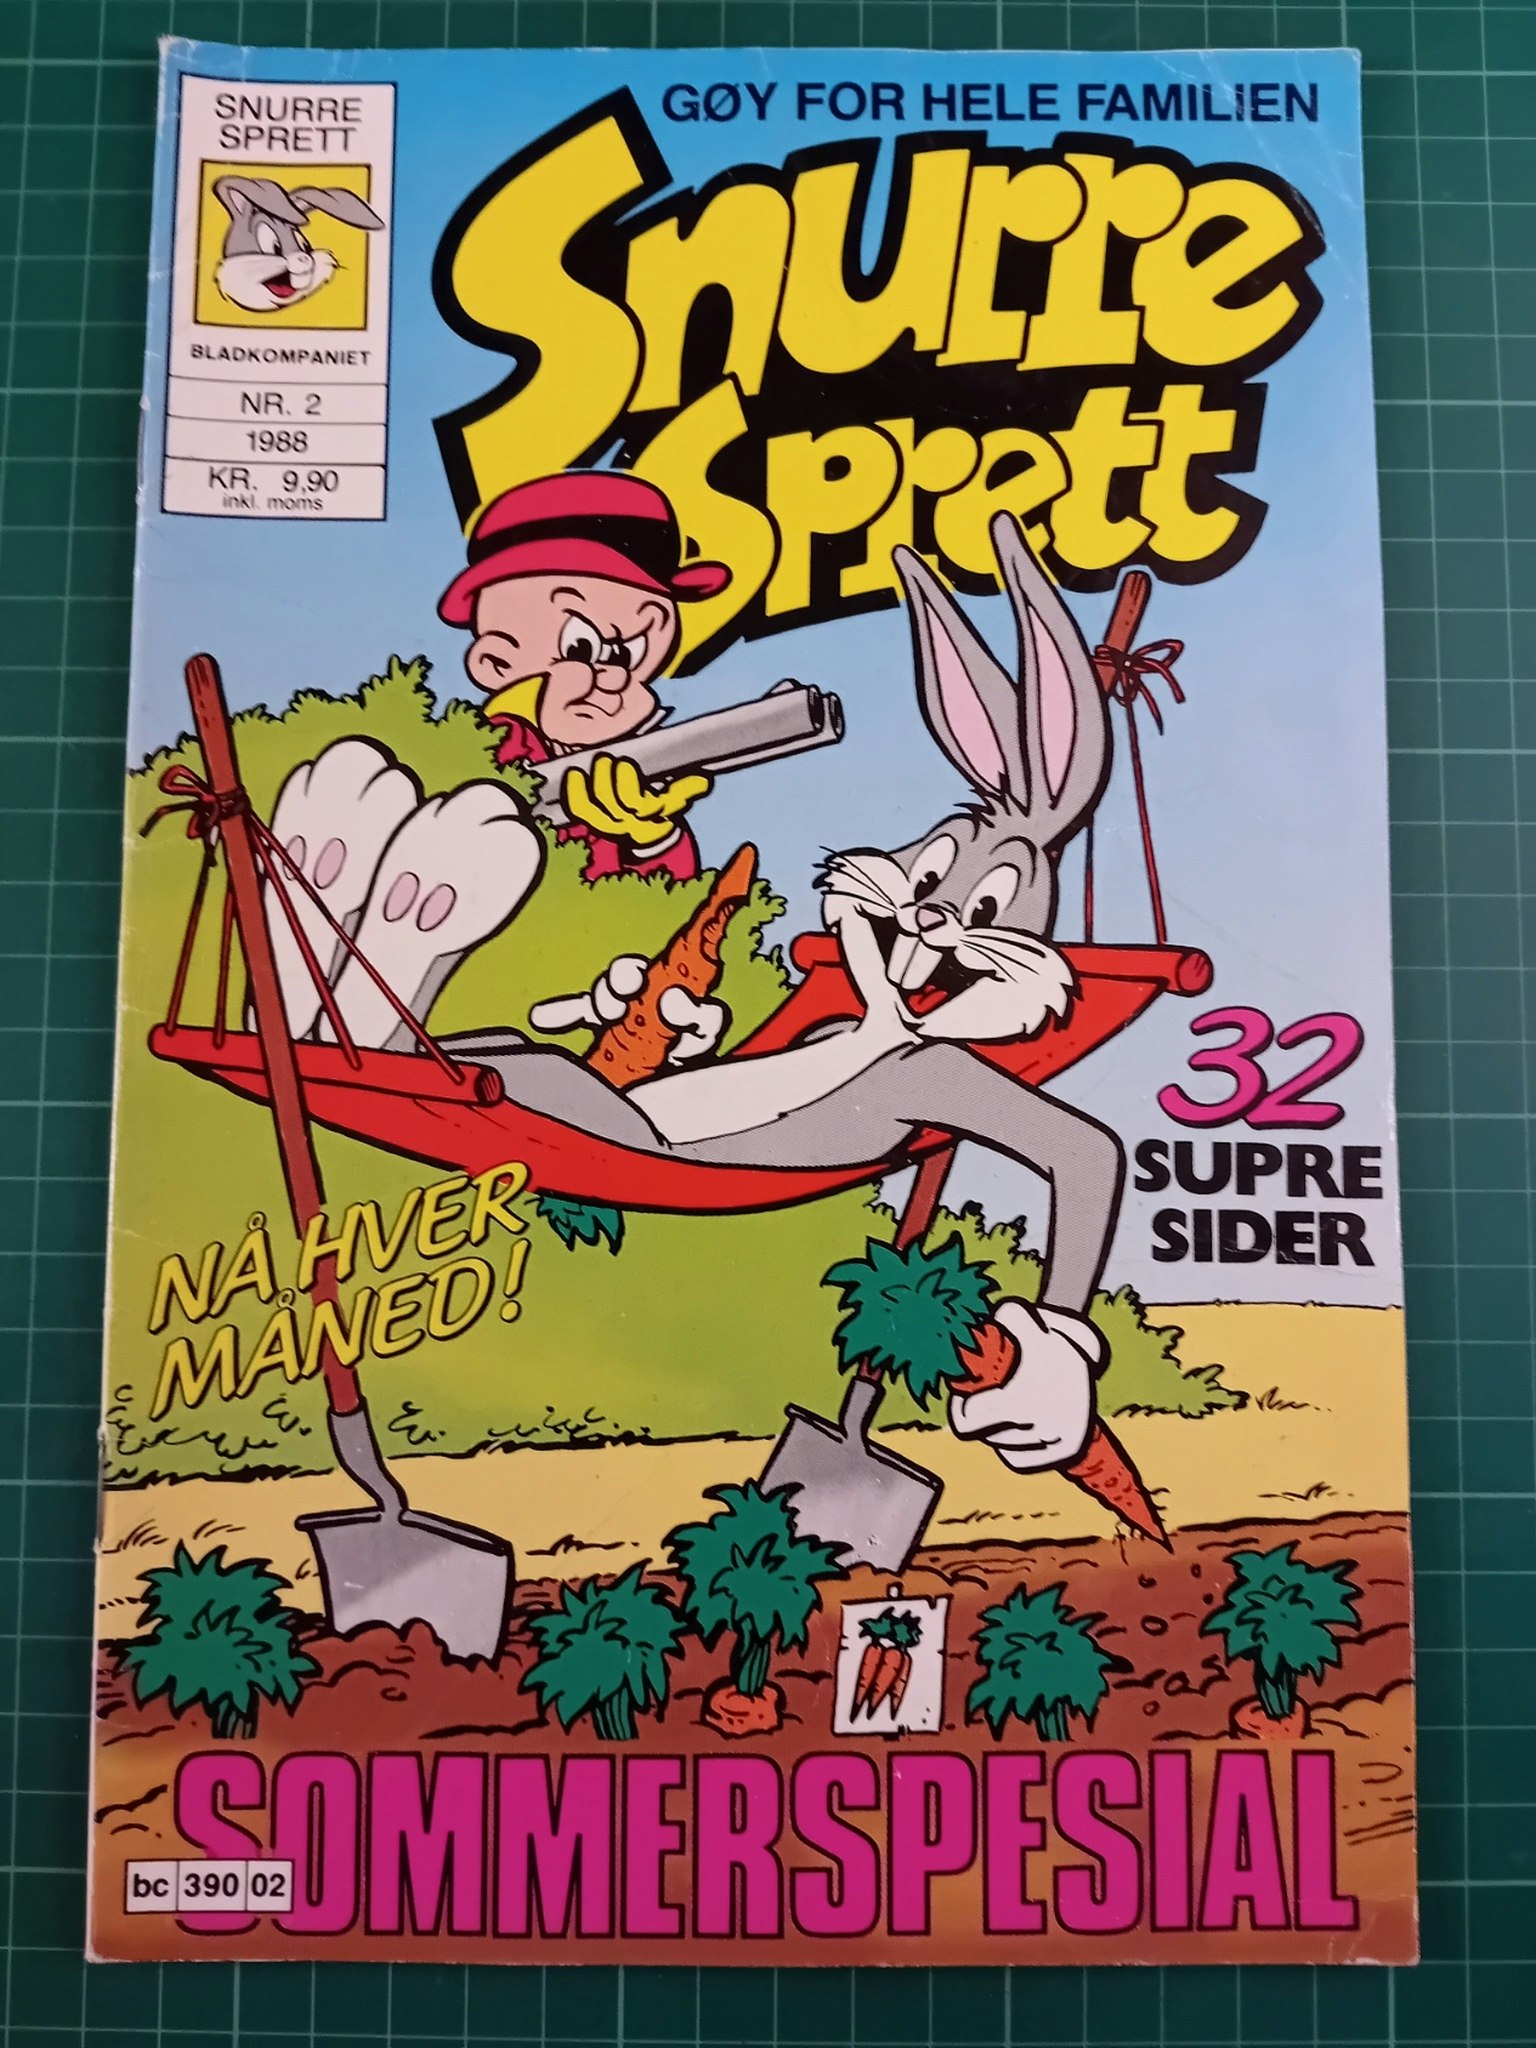 SNURRE
SPRETT
BLADKOMPANIET
NR. 2
1988
KR. 9,90
inkl. moms
GØY FOR HELE FAMILIEN
Snurre
Sprett
32
SUPRE
SIDER
NÅ HVER
MÅNED!
SOMMERSPESIAL
bc 390 02